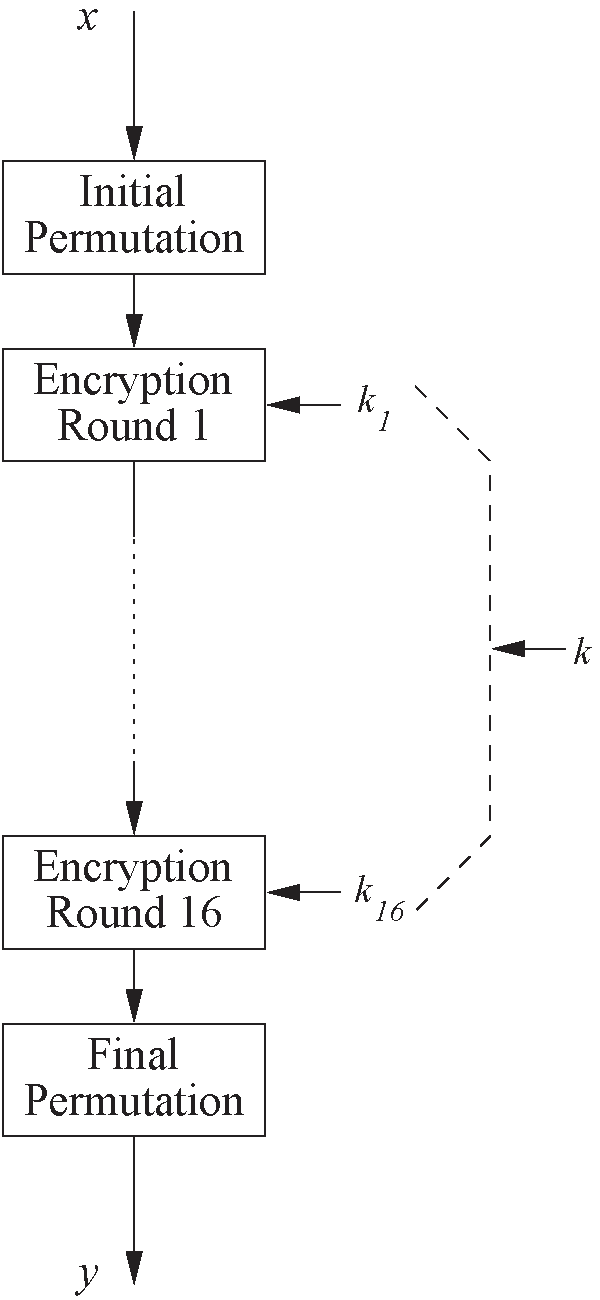 x
Initial
Permutation
Encryption
Round 1
k1
k
Encryption
Round 16
k16
Final
Permutation
y